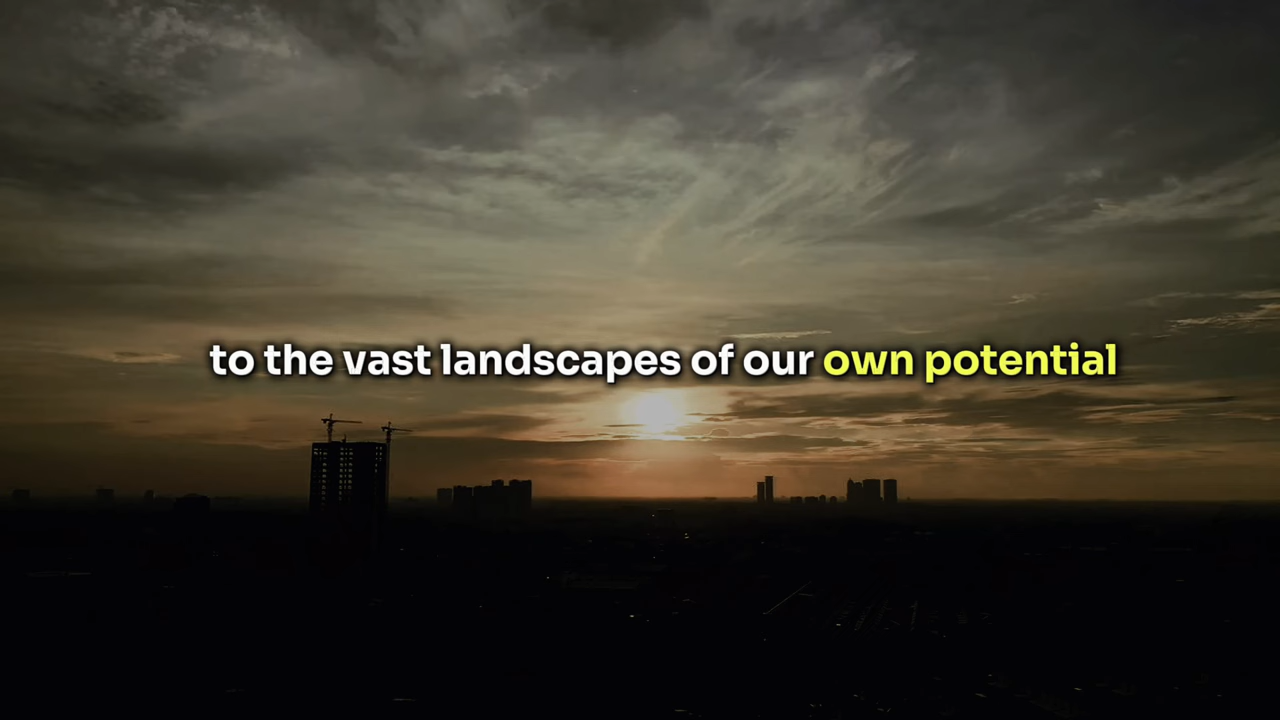 to the vast landscapes of our own potential